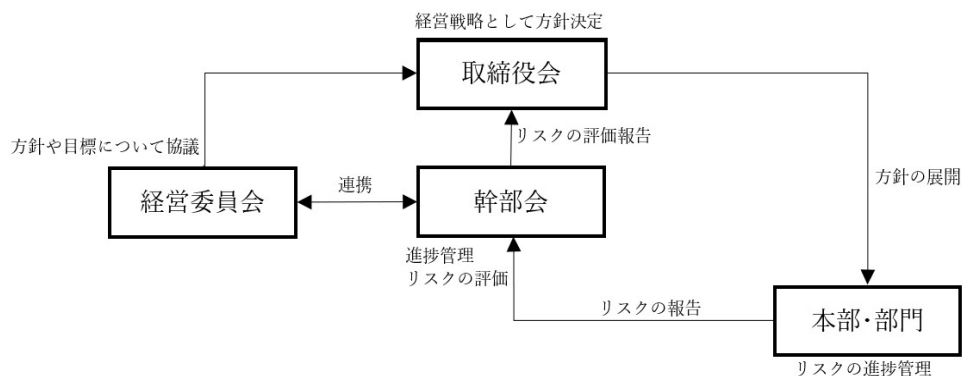 経営戦略として方針決定
取締役会
リスクの評価報告
方針や目標について協議
方針の展開
経営委員会
連携
幹部会
進捗管理
リスクの評価
リスクの報告
本部・部門
リスクの進捗管理